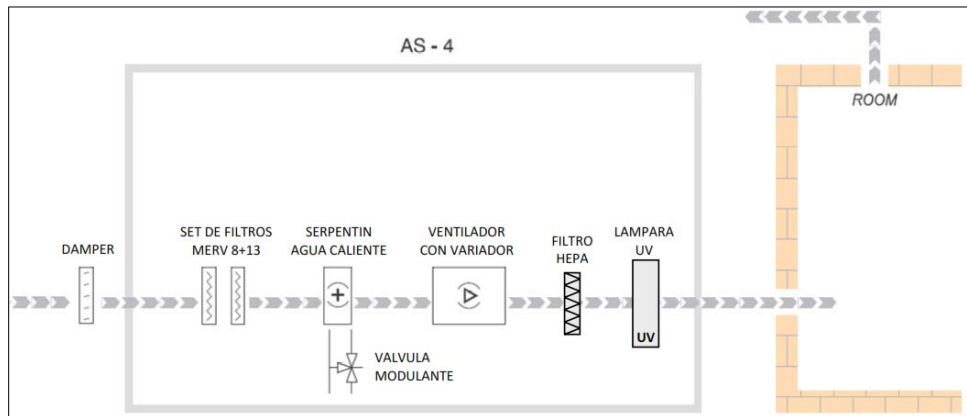 AS - 4
ROOM
DAMPER
SET DE FILTROS
MERV 8+13
SERPENTIN
AGUA CALIENTE
VENTILADOR
CON VARIADOR
FILTRO
HEPA
LAMPARA
UV
UV
VALVULA
MODULANTE